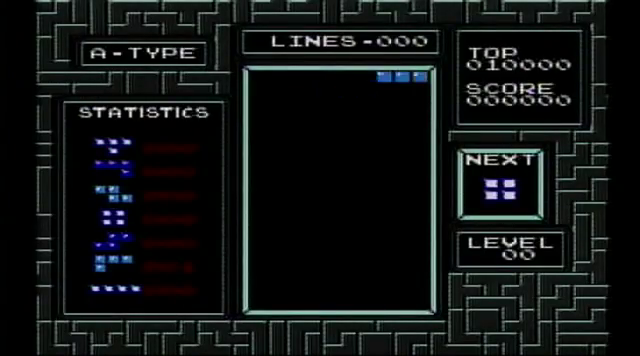 A-TYPE
LINES-000
TOP
010000
SCORE
000000
STATISTICS
NEXT
LEVEL
00